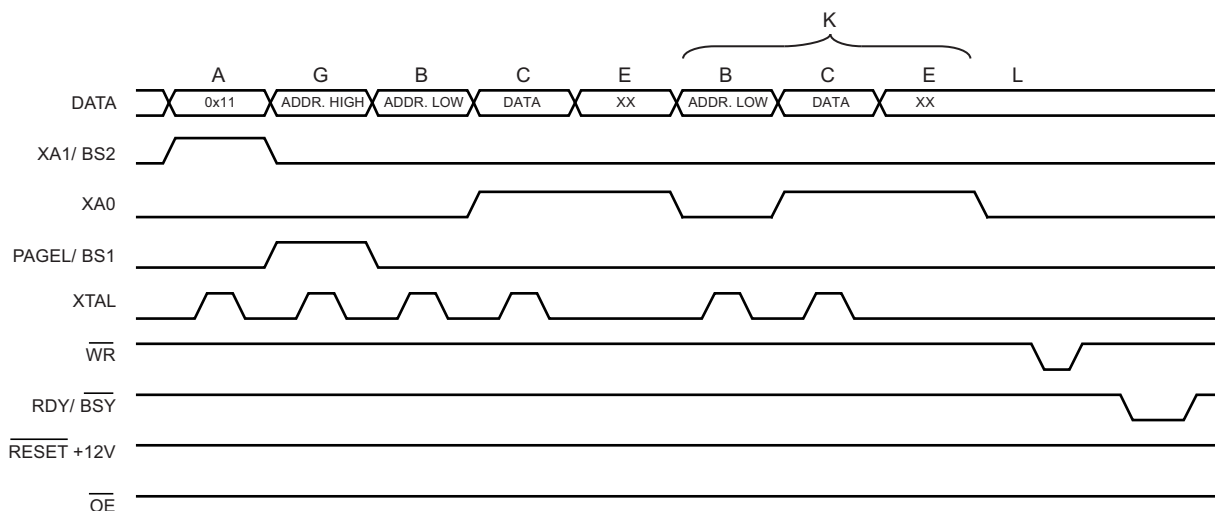 K
A G B C E B C E L
DATA 0x11 ADDR. HIGH ADDR. LOW DATA XX ADDR. LOW DATA XX
XA1/ BS2
XA0
PAGEL/ BS1
XTAL
WR
RDY/ BSY
RESET +12V
OE